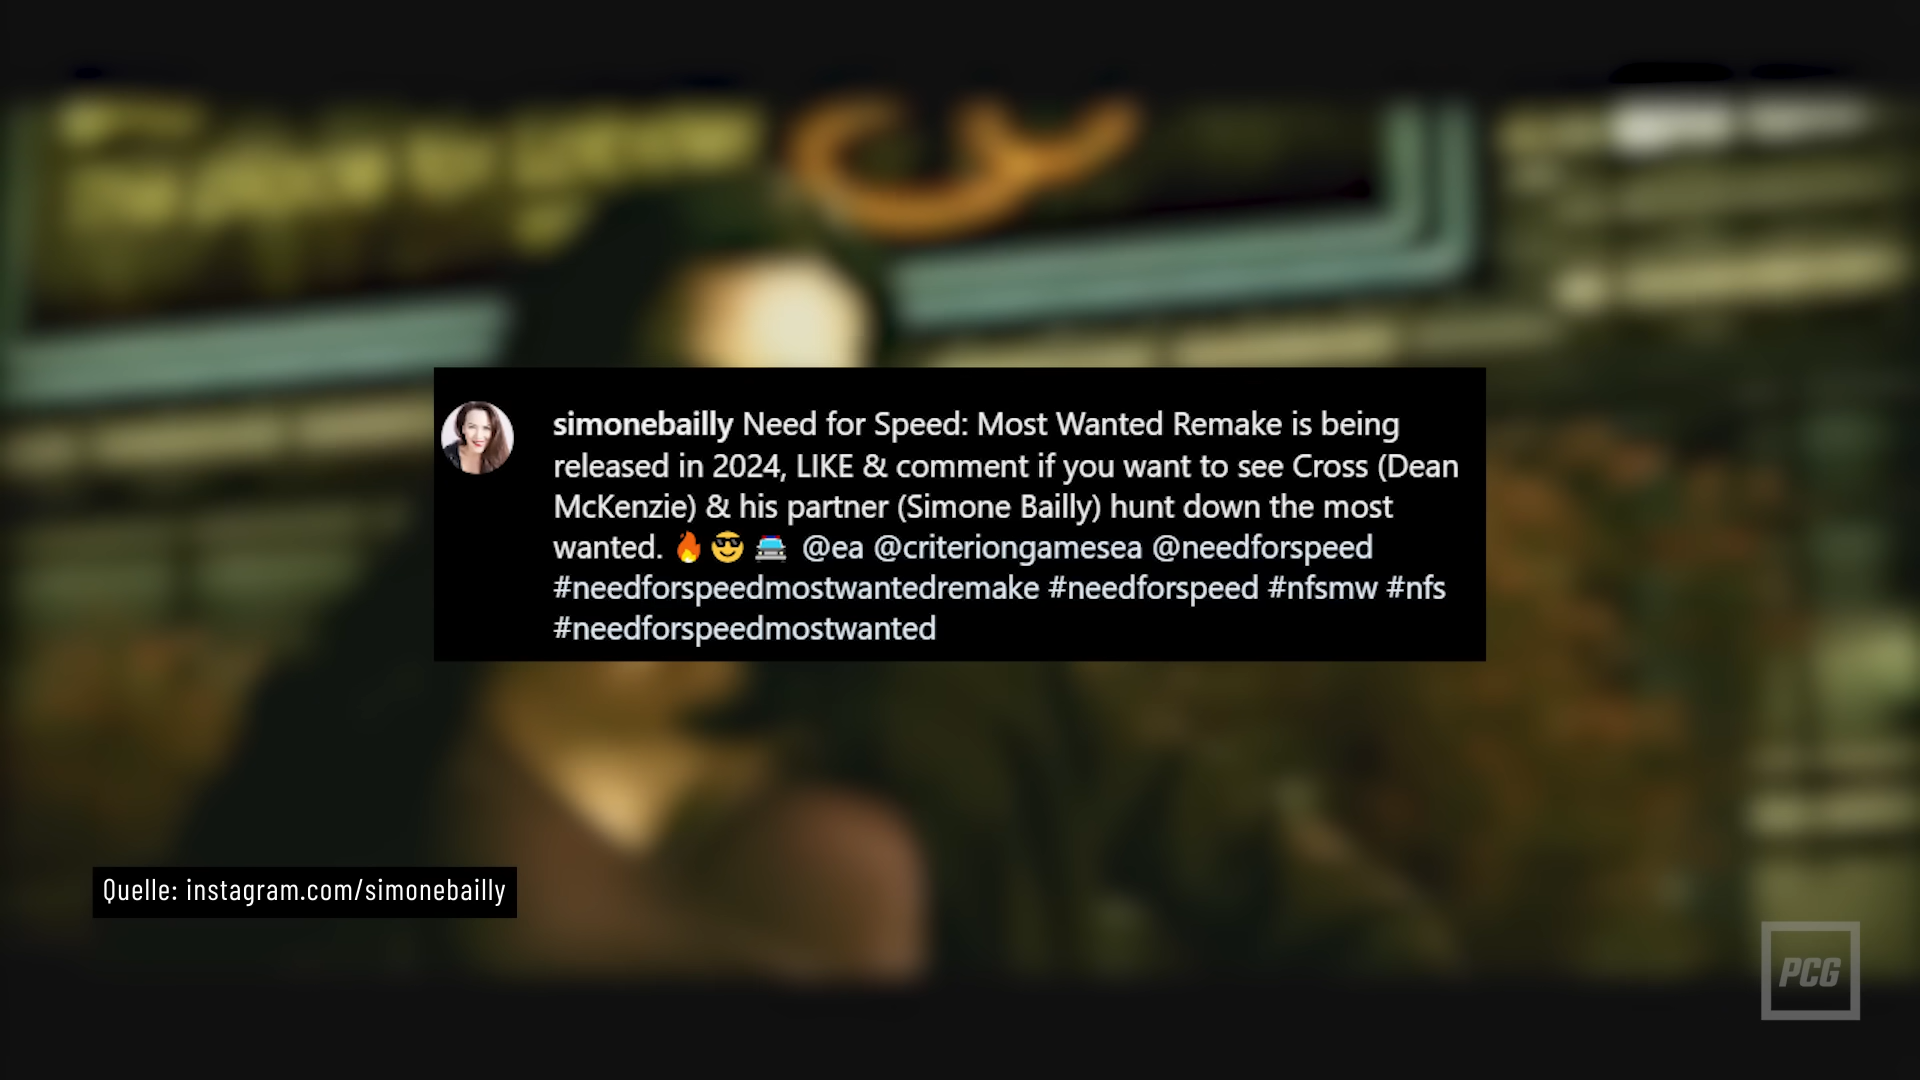 simonebailly Need for Speed: Most Wanted Remake is being
released in 2024, LIKE & comment if you want to see Cross (Dean
McKenzie) & his partner (Simone Bailly) hunt down the most
wanted. 🔥😎🚔 @ea @criteriongamesea @needforspeed
#needforspeedmostwantedremake #needforspeed #nfsmw #nfs
#needforspeedmostwanted
Quelle: instagram.com/simonebailly
PCG